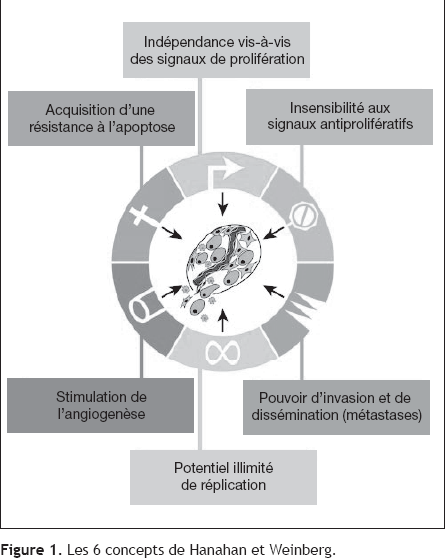 Indépendance vis-à-vis
des signaux de prolifération
Acquisition d'une
résistance à l'apoptose
Insensibilité aux
signaux antiprolifératifs
Stimulation de
l'angiogenèse
Pouvoir d'invasion et de
dissémination (métastases)
Potentiel illimité
de réplication
Figure 1. Les 6 concepts de Hanahan et Weinberg.